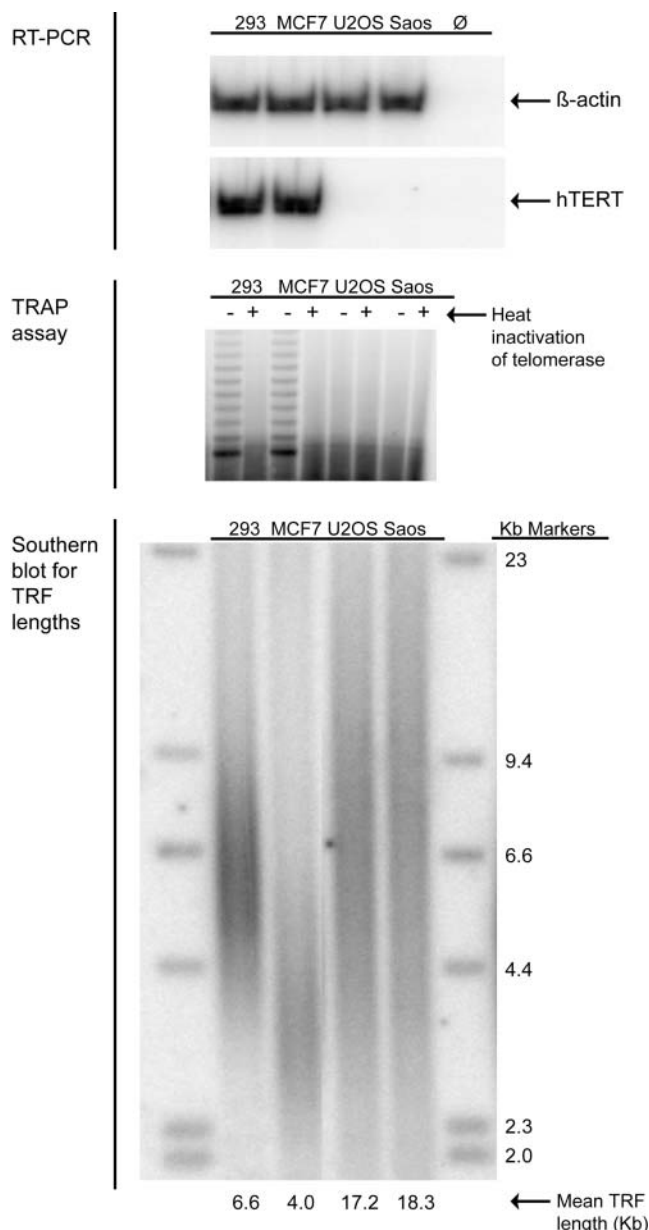 RT-PCR
293 MCF7 U2OS Saos Ø
ß-actin
hTERT
TRAP
assay
293 MCF7 U2OS Saos
- + - + - + - +
Heat
inactivation
of telomerase
Southern
blot for
TRF
lengths
293 MCF7 U2OS Saos
Kb Markers
23
9.4
6.6
4.4
2.3
2.0
6.6 4.0 17.2 18.3
Mean TRF
length (Kb)